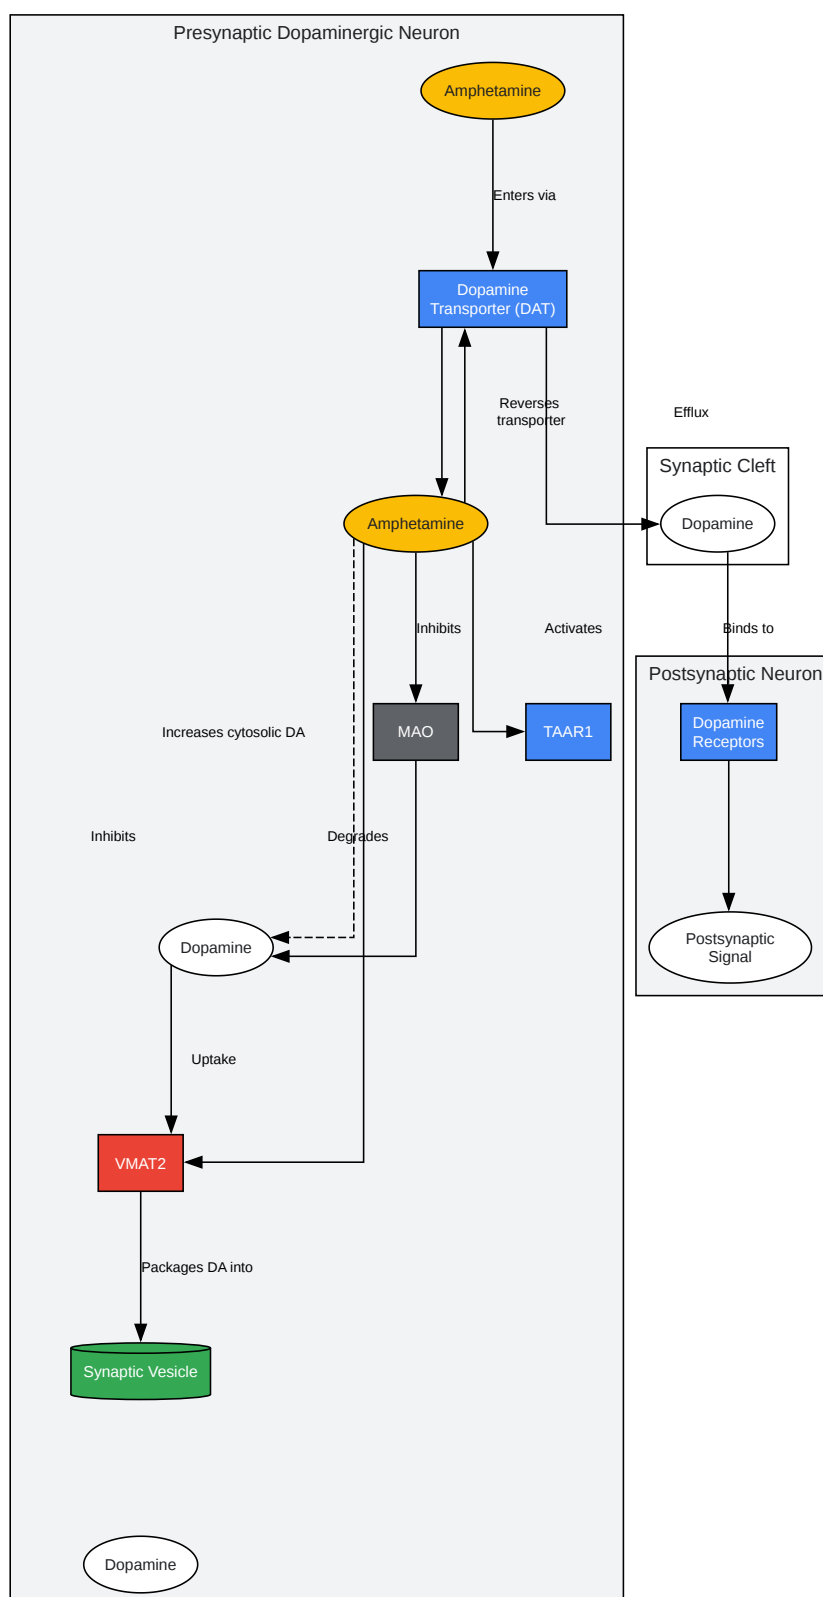 Presynaptic Dopaminergic Neuron
Amphetamine
Enters via
Dopamine
Transporter (DAT)
Reverses
transporter
Efflux
Synaptic Cleft
Amphetamine
Dopamine
Inhibits
Activates
Binds to
Postsynaptic Neuron
Increases cytosolic DA
MAO
TAAR1
Dopamine
Receptors
Inhibits
Degrades
Dopamine
Postsynaptic
Signal
Uptake
VMAT2
Packages DA into
Synaptic Vesicle
Dopamine